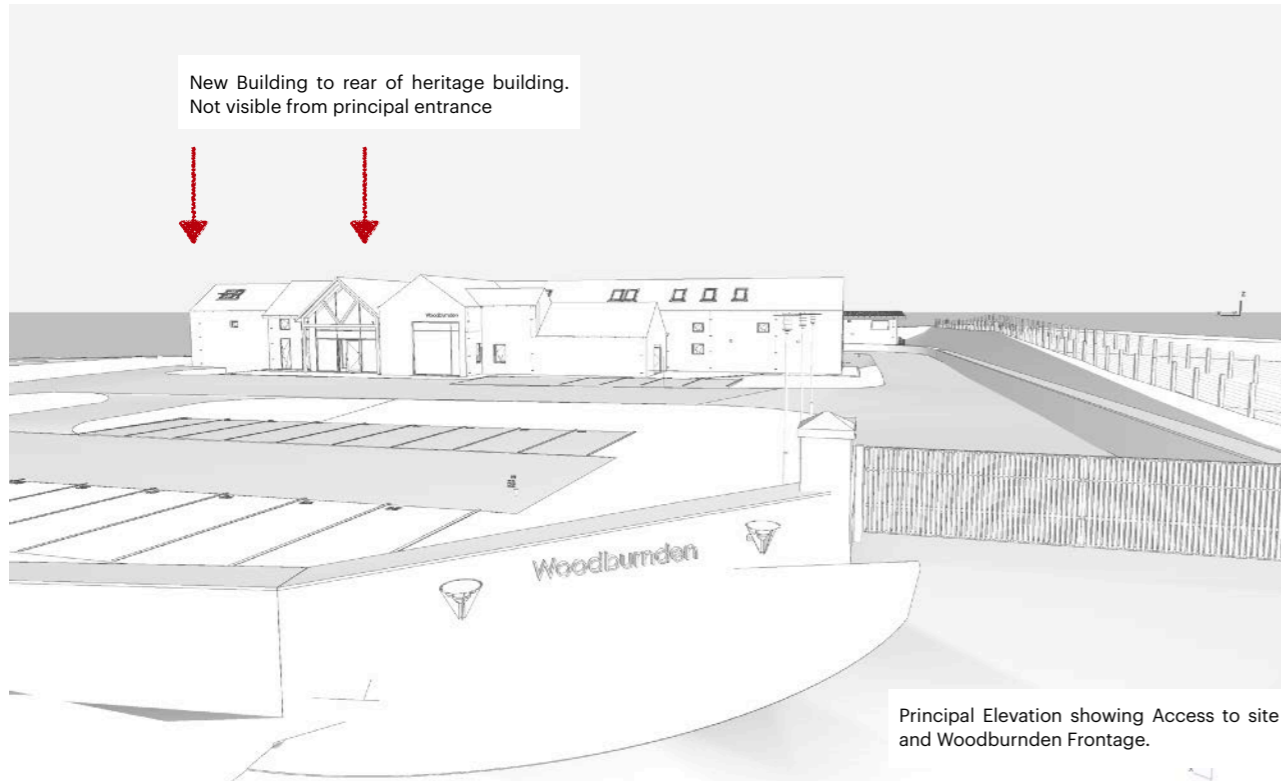 New Building to rear of heritage building.
Not visible from principal entrance
Woodburnden
Woodburnden
Principal Elevation showing Access to site
and Woodburnden Frontage.